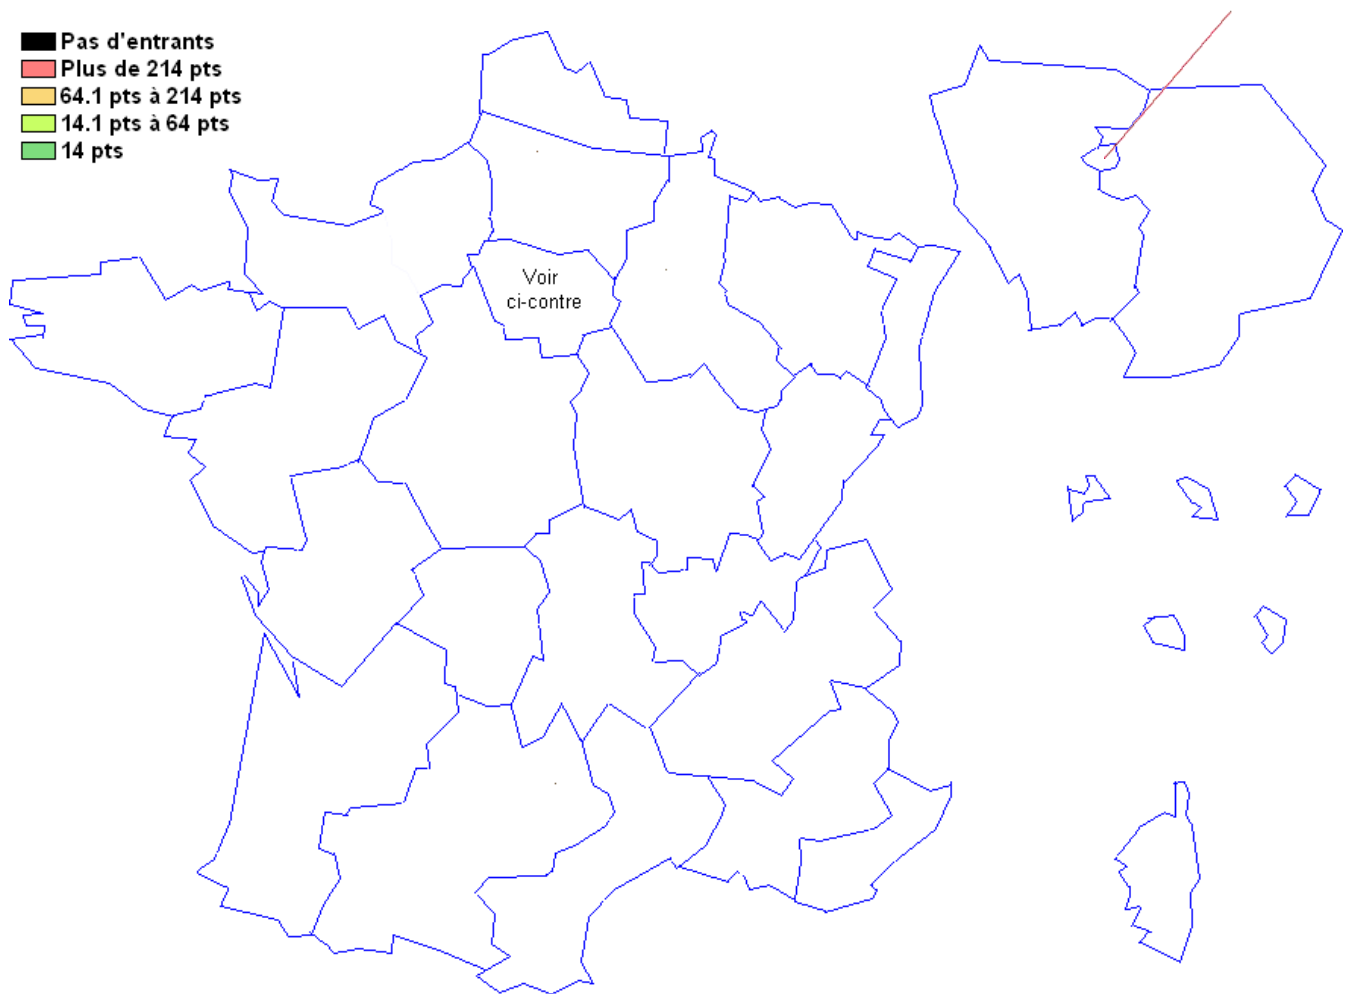 Pas d'entrants
Plus de 214 pts
64.1 pts à 214 pts
14.1 pts à 64 pts
14 pts
Voir
ci-contre